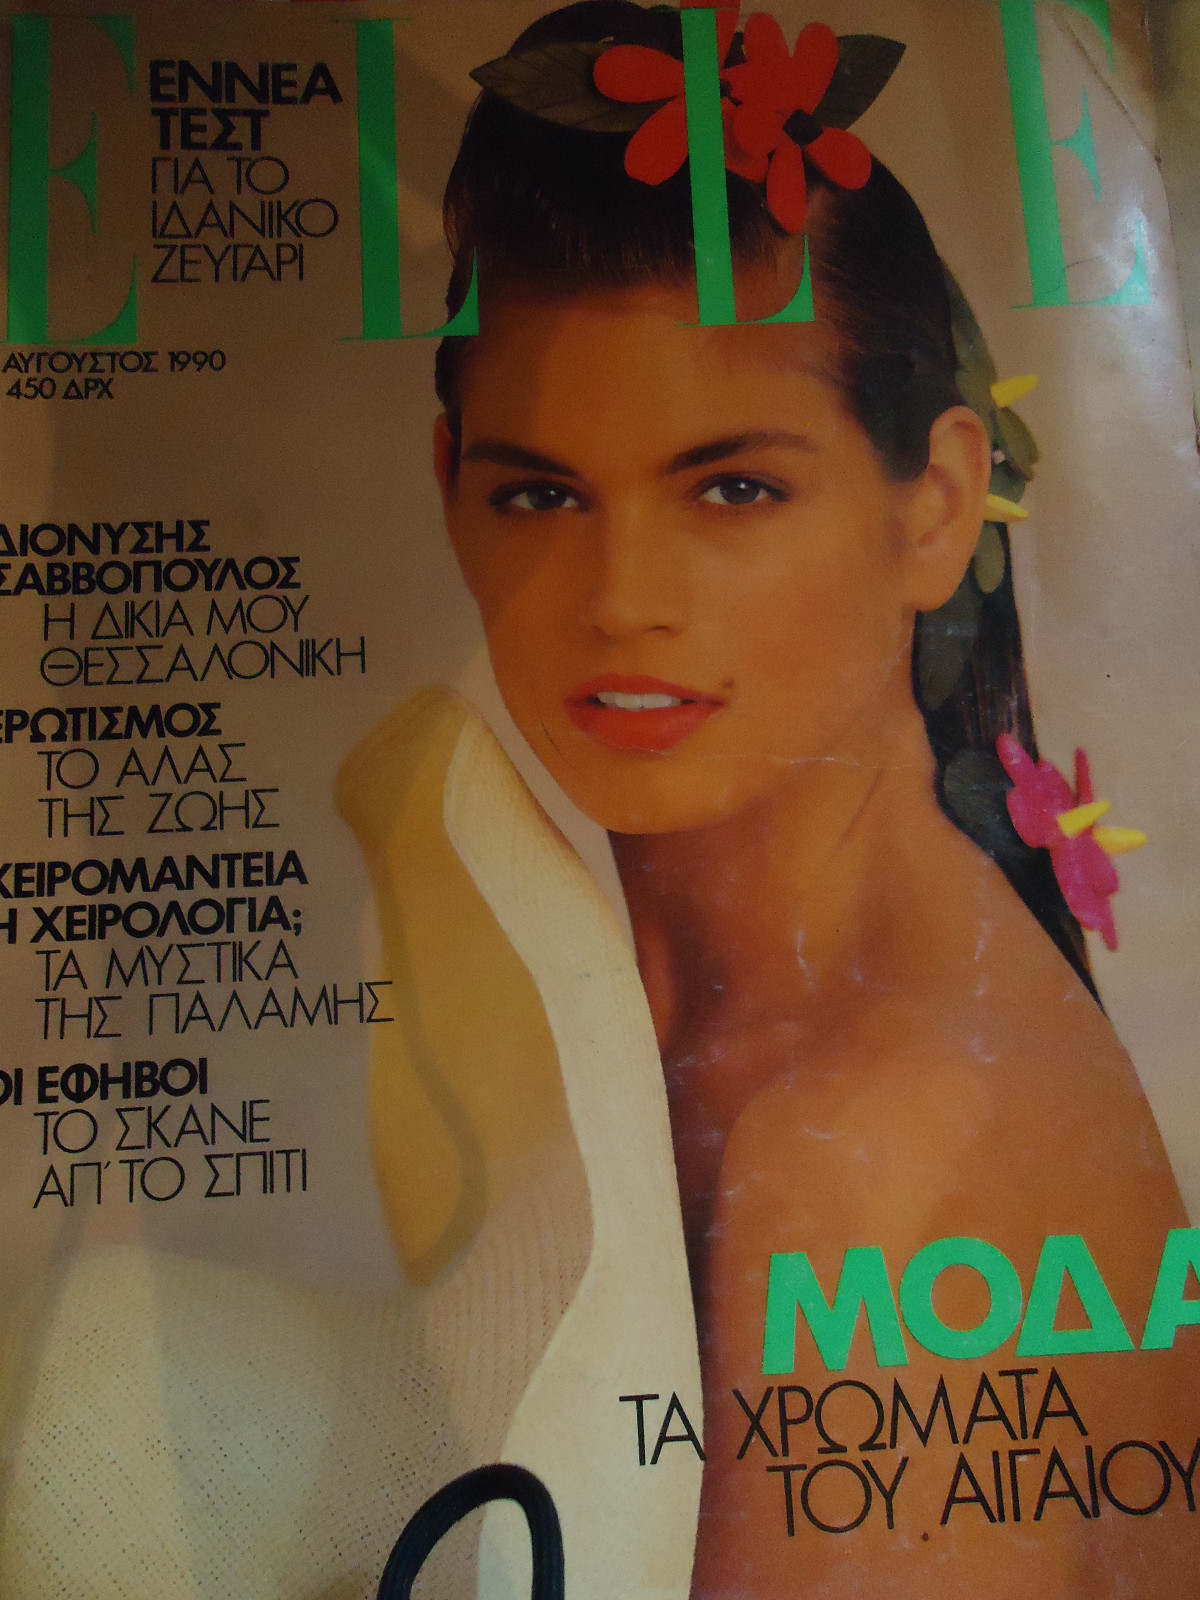 ELLE
ΕΝΝΕΑ
ΤΕΣΤ
ΓΙΑ ΤΟ
ΙΔΑΝΙΚΟ
ΖΕΥΓΑΡΙ
ΑΥΓΟΥΣΤΟΣ 1990
450 ΔΡΧ
ΔΙΟΝΥΣΗΣ
ΣΑΒΒΟΠΟΥΛΟΣ
Η ΔΙΚΙΑ ΜΟΥ
ΘΕΣΣΑΛΟΝΙΚΗ
ΕΡΩΤΙΣΜΟΣ
ΤΟ ΑΛΑΣ
ΤΗΣ ΖΩΗΣ
ΧΕΙΡΟΜΑΝΤΕΙΑ
Η ΧΕΙΡΟΛΟΓΙΑ;
ΤΑ ΜΥΣΤΙΚΑ
ΤΗΣ ΠΑΛΑΜΗΣ
ΟΙ ΕΦΗΒΟΙ
ΤΟ ΣΚΑΝΕ
ΑΠ' ΤΟ ΣΠΙΤΙ
ΜΟΔΑ
ΤΑ ΧΡΩΜΑΤΑ
ΤΟΥ ΑΙΓΑΙΟΥ